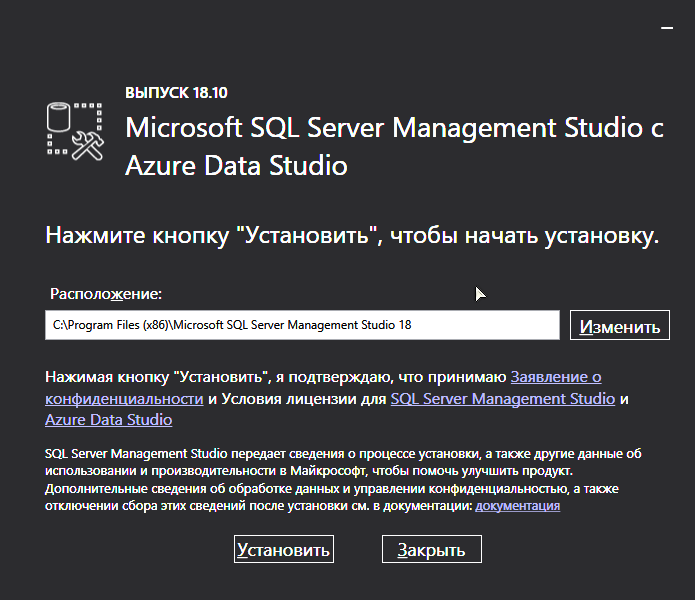 ВЫПУСК 18.10
Microsoft SQL Server Management Studio с
Azure Data Studio
Нажмите кнопку "Установить", чтобы начать установку.
Расположение:
C:\Program Files (x86)\Microsoft SQL Server Management Studio 18
Изменить
Нажимая кнопку "Установить", я подтверждаю, что принимаю Заявление о
конфиденциальности и Условия лицензии для SQL Server Management Studio и
Azure Data Studio
SQL Server Management Studio передает сведения о процессе установки, а также другие данные об
использовании и производительности в Майкрософт, чтобы помочь улучшить продукт.
Дополнительные сведения об обработке данных и управлении конфиденциальностью, а также
отключении сбора этих сведений после установки см. в документации: документация
Установить
Закрыть